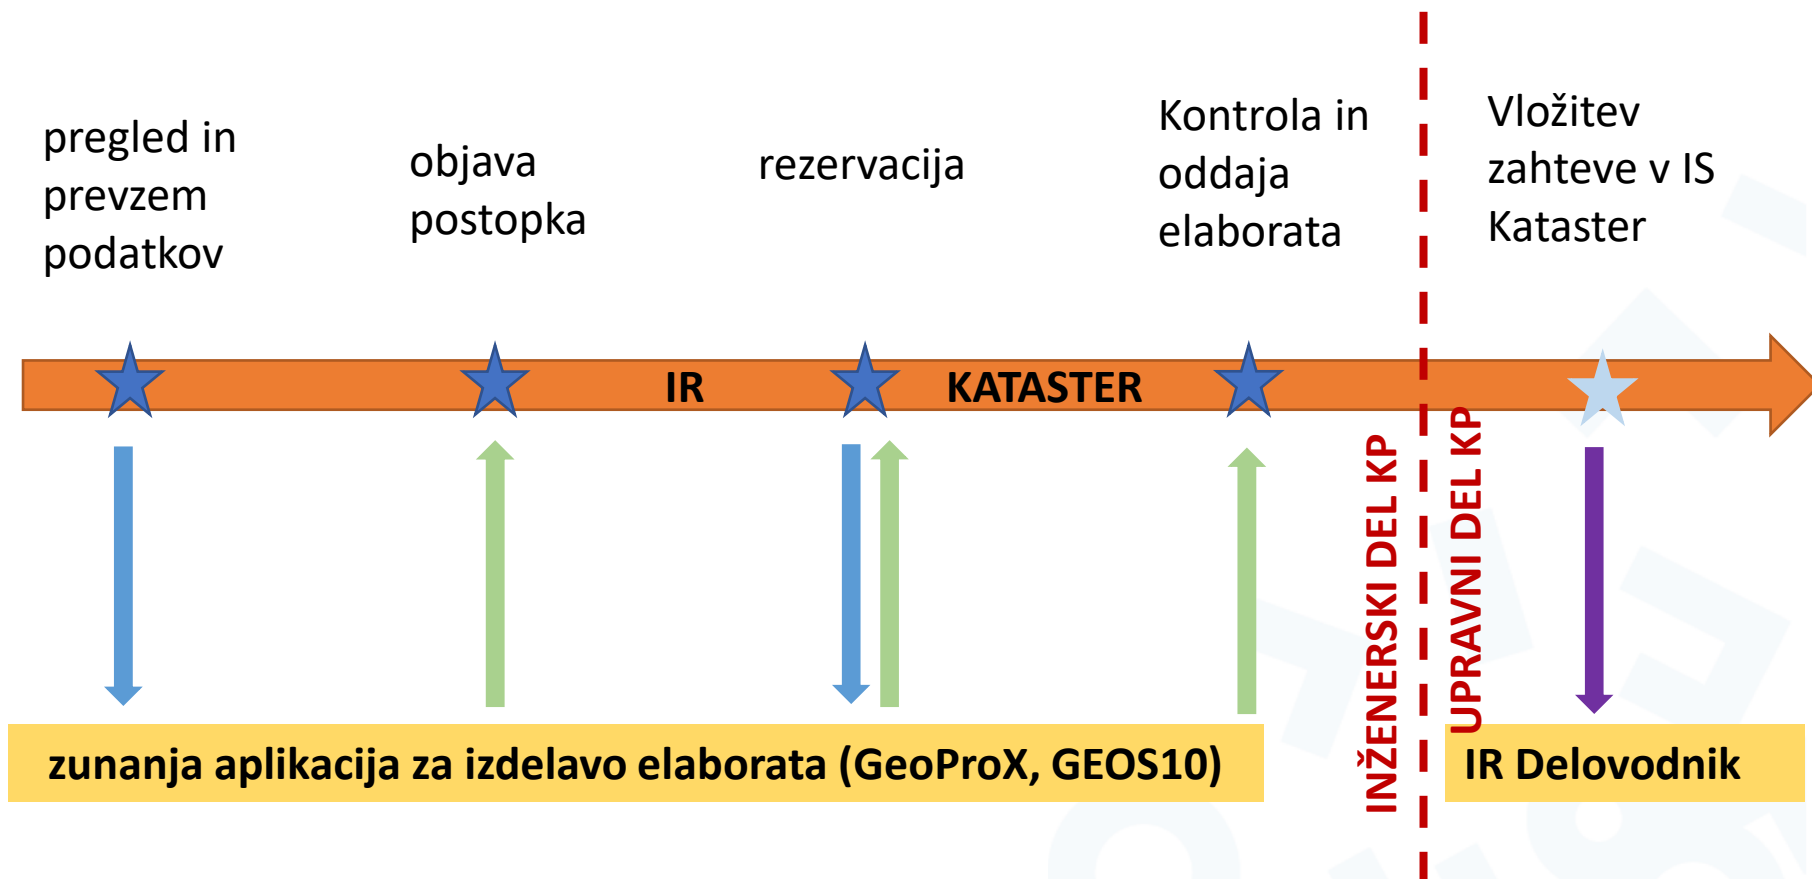 pregled in
prevzem
podatkov
objava
postopka
rezervacija
Kontrola in
oddaja
elaborata
Vložitev
zahteve v IS
Kataster
IR
KATASTER
INŽENERSKI DEL KP
UPRAVNI DEL KP
zunanja aplikacija za izdelavo elaborata (GeoProX, GEOS10)
IR Delovodnik